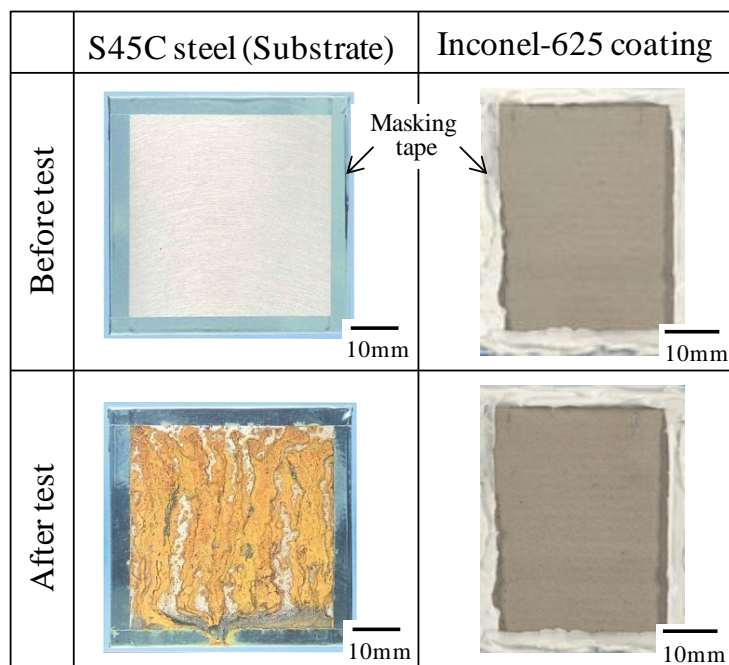 S45C steel (Substrate)
Inconel-625 coating
Before test
Masking
tape
10mm
10mm
After test
10mm
10mm